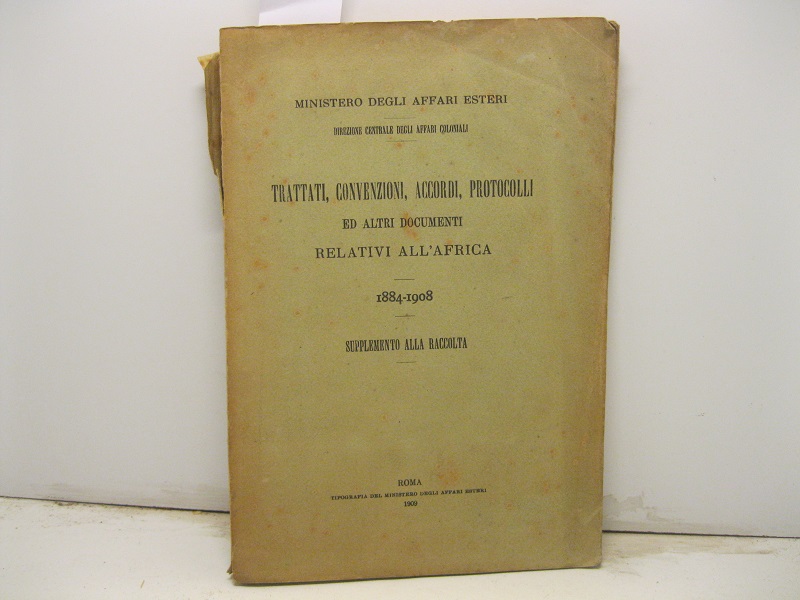 MINISTERO DEGLI AFFARI ESTERI
DIREZIONE CENTRALE DEGLI AFFARI COLONIALI
TRATTATI, CONVENZIONI, ACCORDI, PROTOCOLLI
ED ALTRI DOCUMENTI
RELATIVI ALL'AFRICA
1884-1908
SUPPLEMENTO ALLA RACCOLTA
ROMA
TIPOGRAFIA DEL MINISTERO DEGLI AFFARI ESTERI
1909